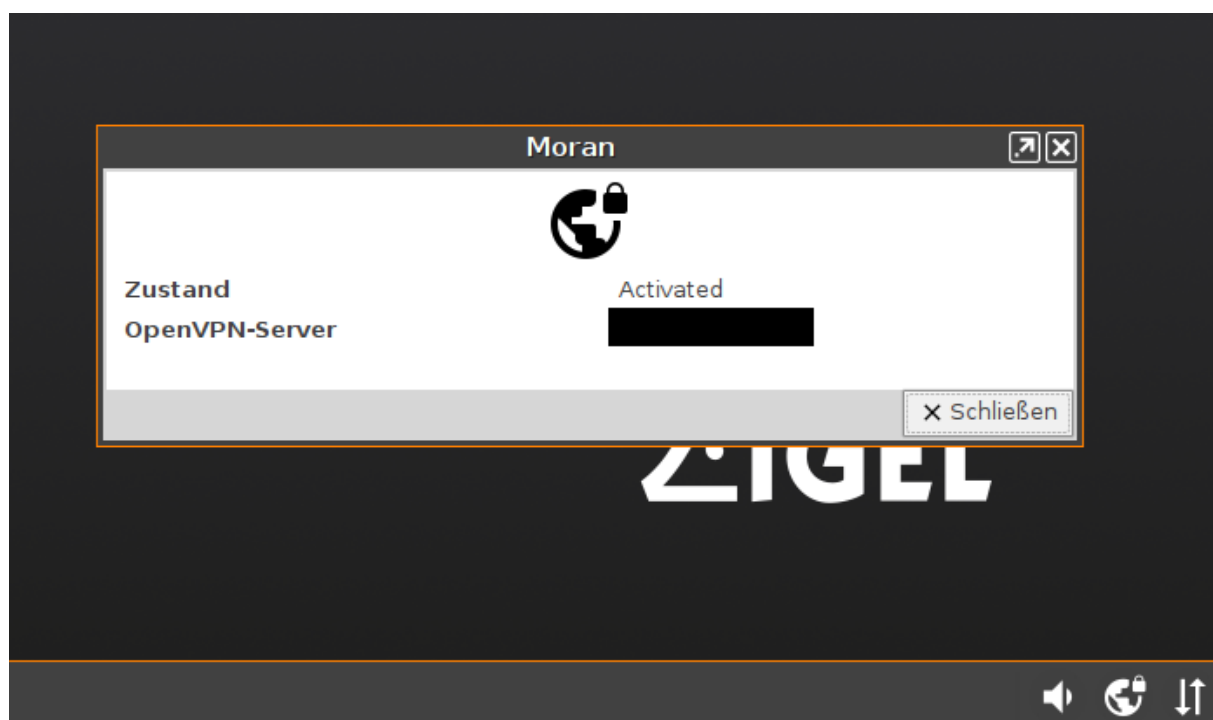 Moran
Zustand Activated
OpenVPN-Server
Schließen
IGEL